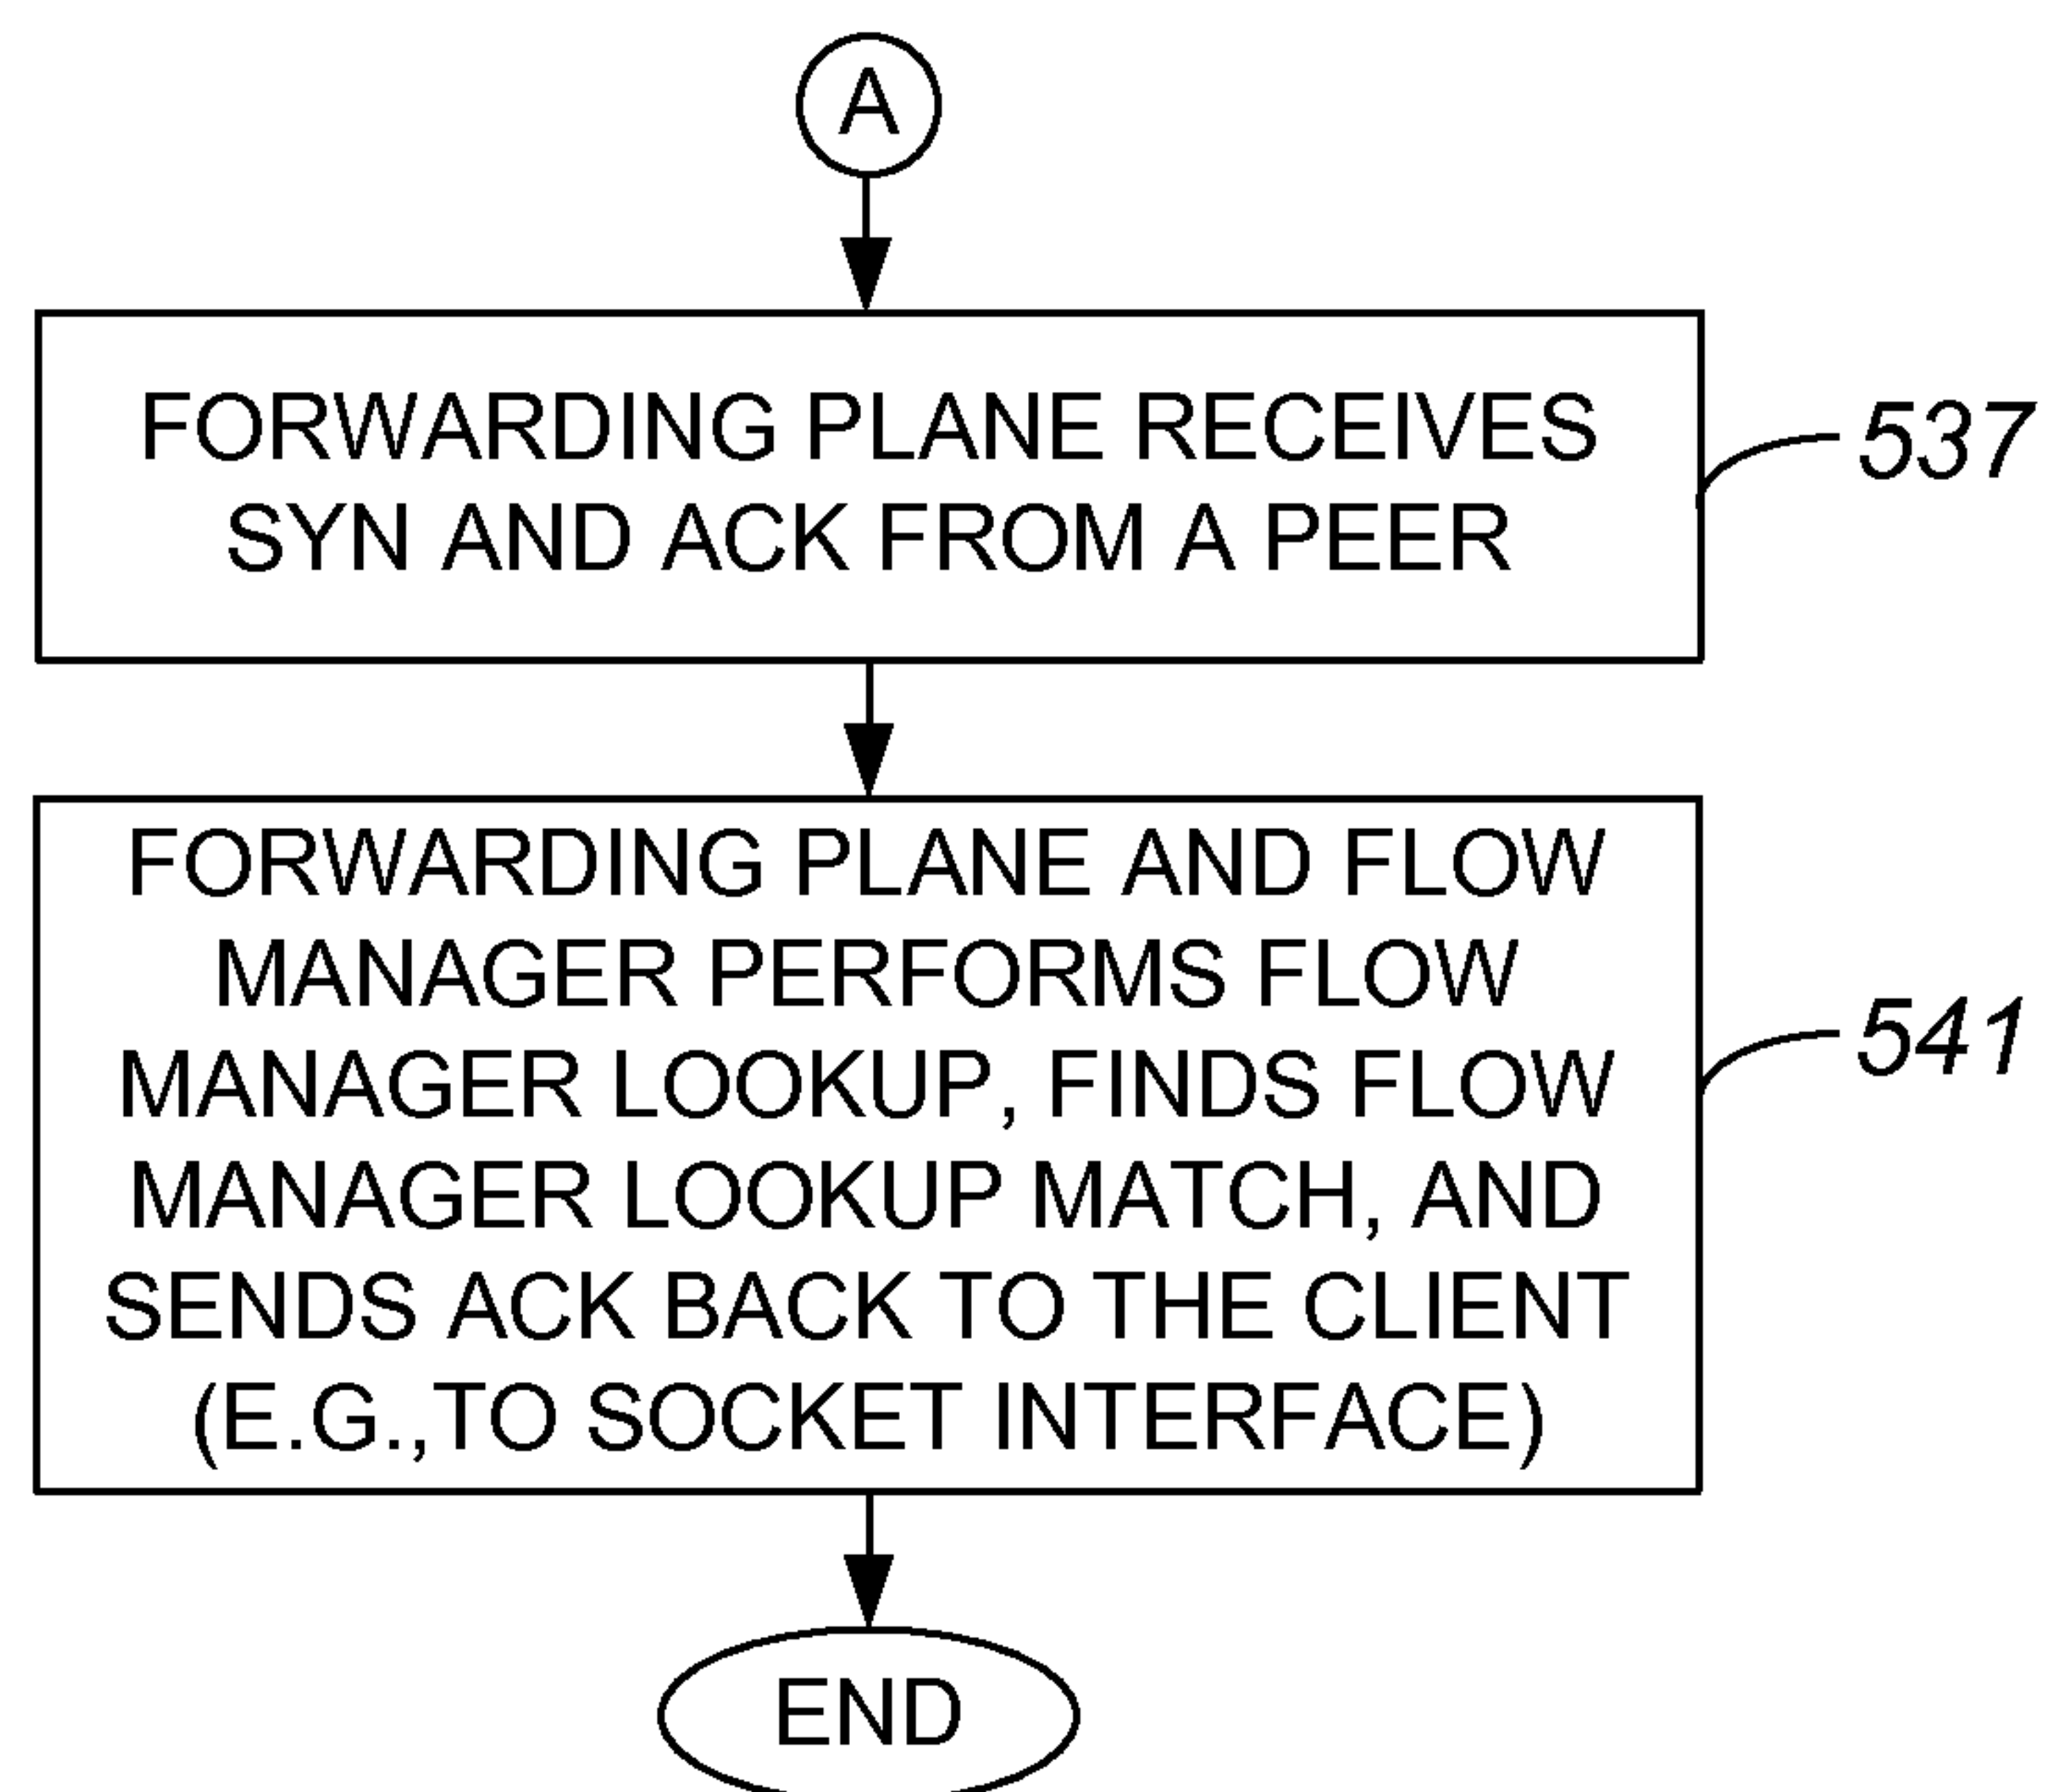 A
FORWARDING PLANE RECEIVES
SYN AND ACK FROM A PEER
537
FORWARDING PLANE AND FLOW
MANAGER PERFORMS FLOW
MANAGER LOOKUP, FINDS FLOW
MANAGER LOOKUP MATCH, AND
SENDS ACK BACK TO THE CLIENT
(E.G.,TO SOCKET INTERFACE)
541
END